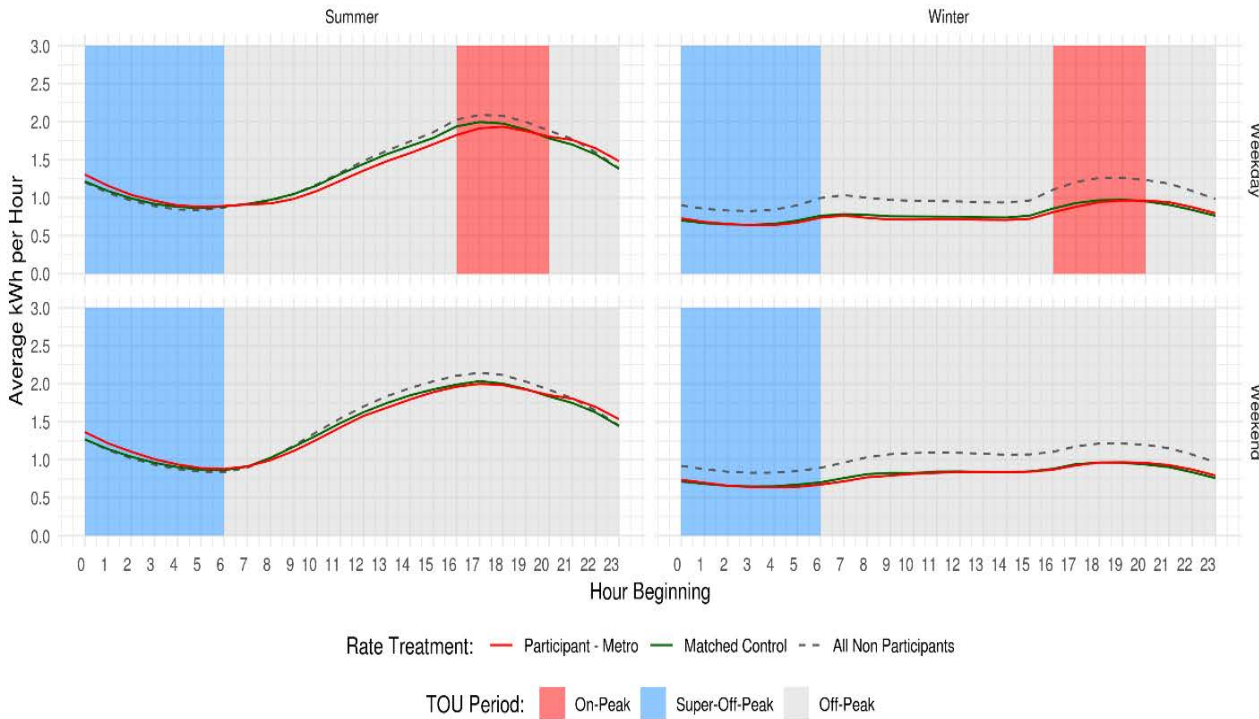 Summer
Winter
3.0
2.5
2.0
1.5
1.0
0.5
0.0
Weekday
3.0
2.5
2.0
1.5
1.0
0.5
0.0
Weekend
Average kWh per Hour
0 1 2 3 4 5 6 7 8 9 10 11 12 13 14 15 16 17 18 19 20 21 22 23
0 1 2 3 4 5 6 7 8 9 10 11 12 13 14 15 16 17 18 19 20 21 22 23
Hour Beginning
Rate Treatment: Participant - Metro Matched Control All Non Participants
TOU Period: On-Peak Super-Off-Peak Off-Peak